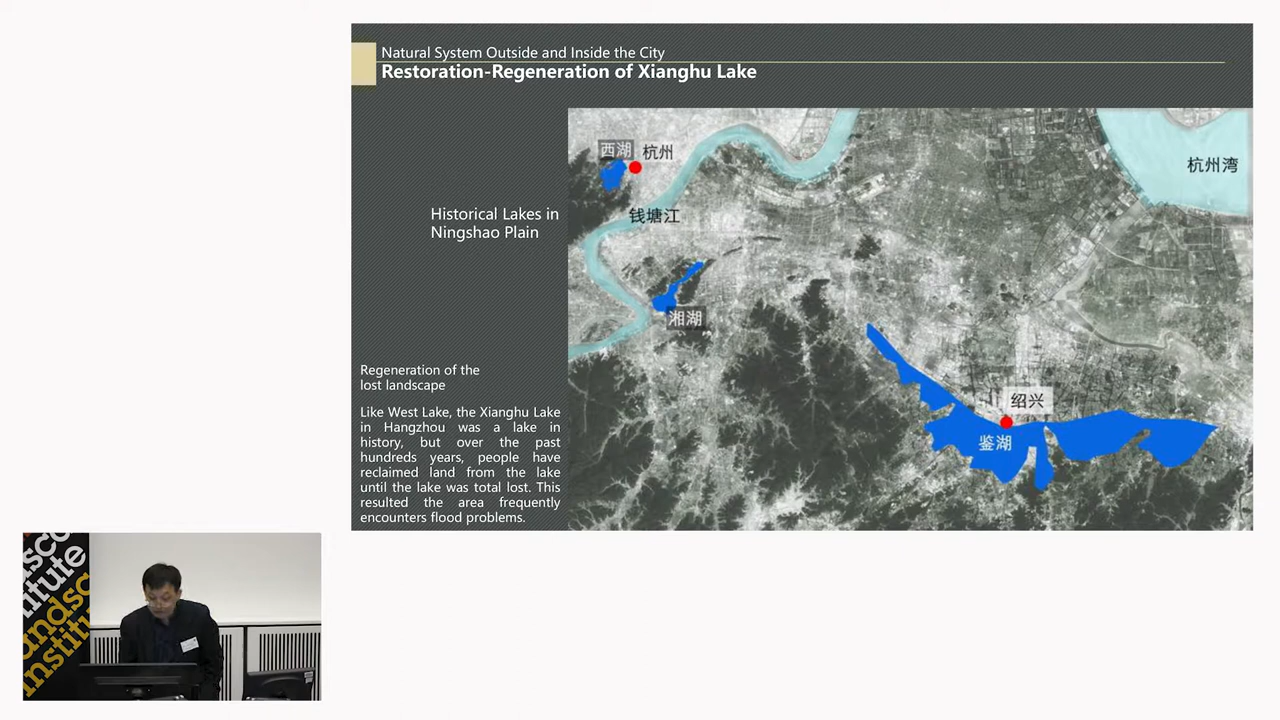 Natural System Outside and Inside the City
Restoration-Regeneration of Xianghu Lake
Historical Lakes in
Ningshao Plain
Regeneration of the
lost landscape
Like West Lake, the Xianghu Lake
in Hangzhou was a lake in
history, but over the past
hundreds years, people have
reclaimed land from the lake
until the lake was total lost. This
resulted the area frequently
encounters flood problems.
西湖
杭州
钱塘江
湘湖
杭州湾
绍兴
鉴湖